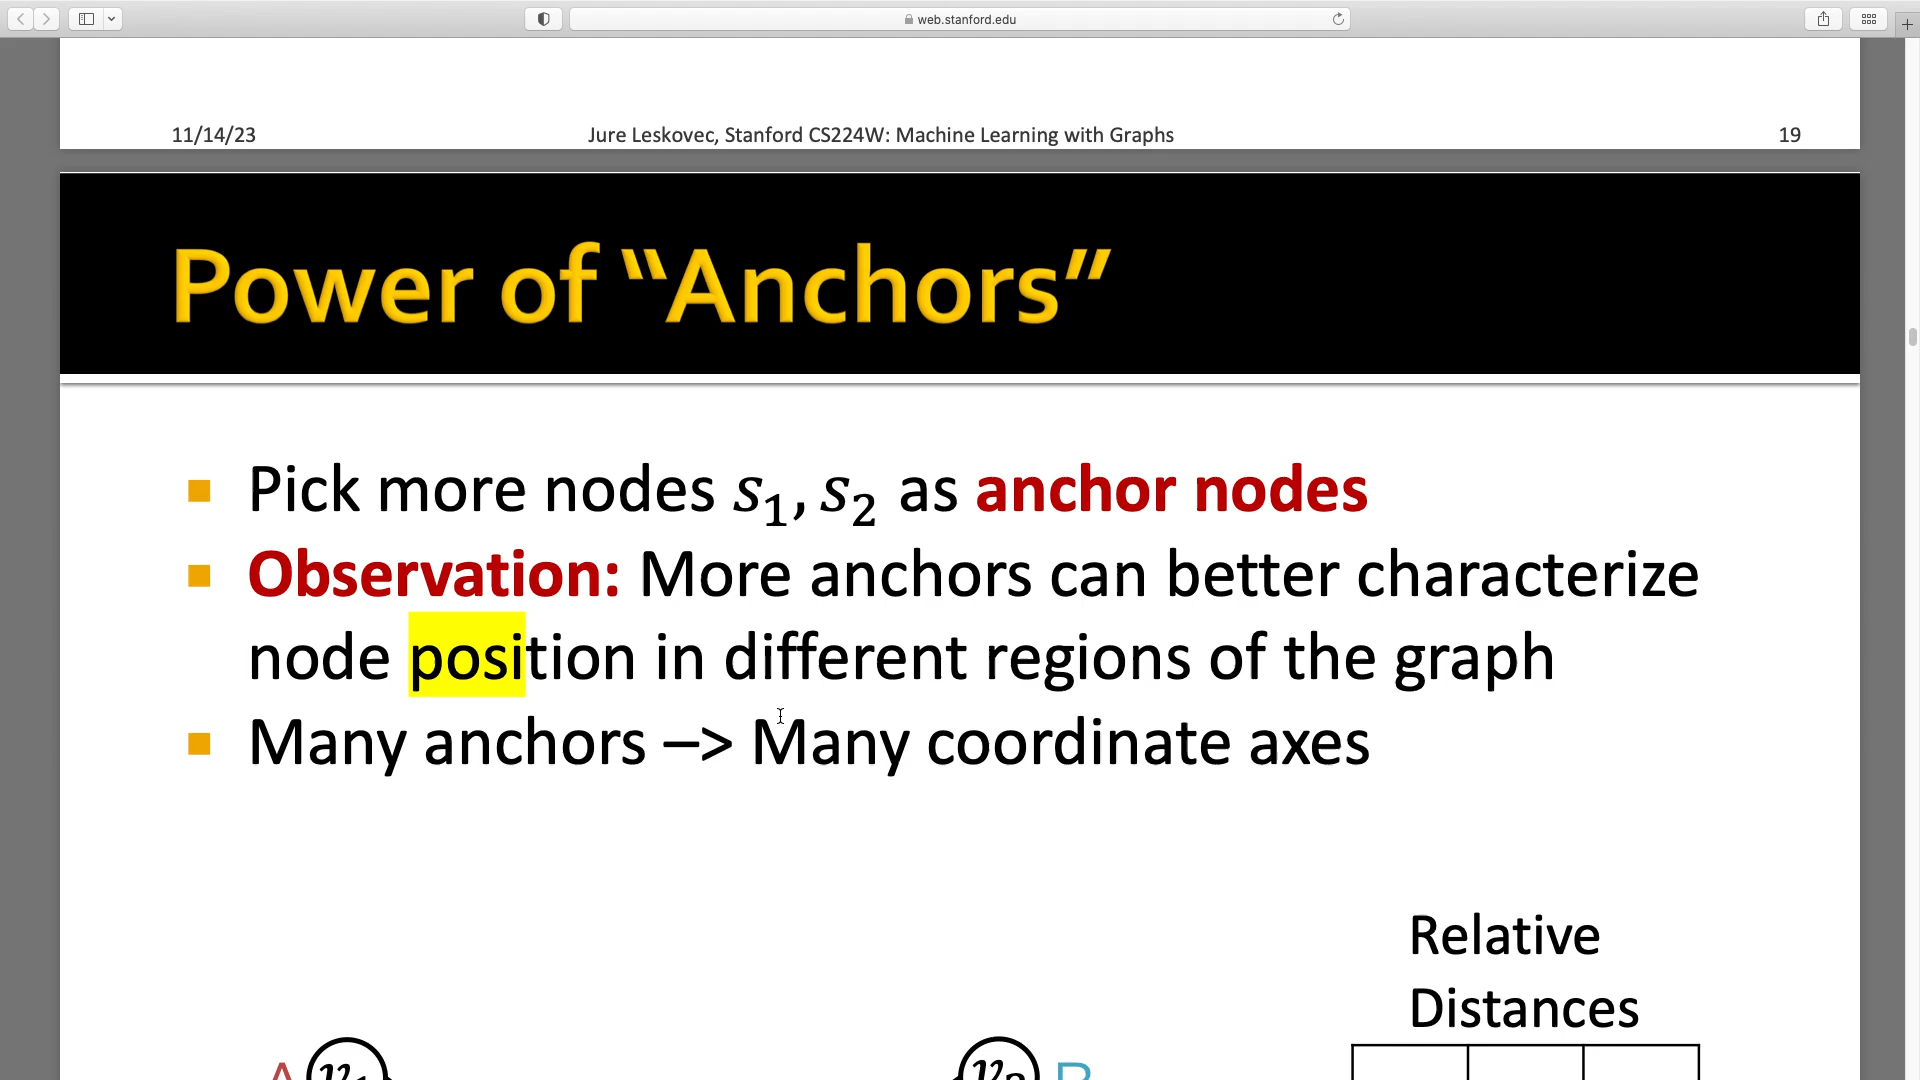 web.stanford.edu
11/14/23 Jure Leskovec, Stanford CS224W: Machine Learning with Graphs 19
Power of “Anchors”
Pick more nodes s₁, s₂ as anchor nodes
Observation: More anchors can better characterize
node position in different regions of the graph
Many anchors –> Many coordinate axes
Relative
Distances